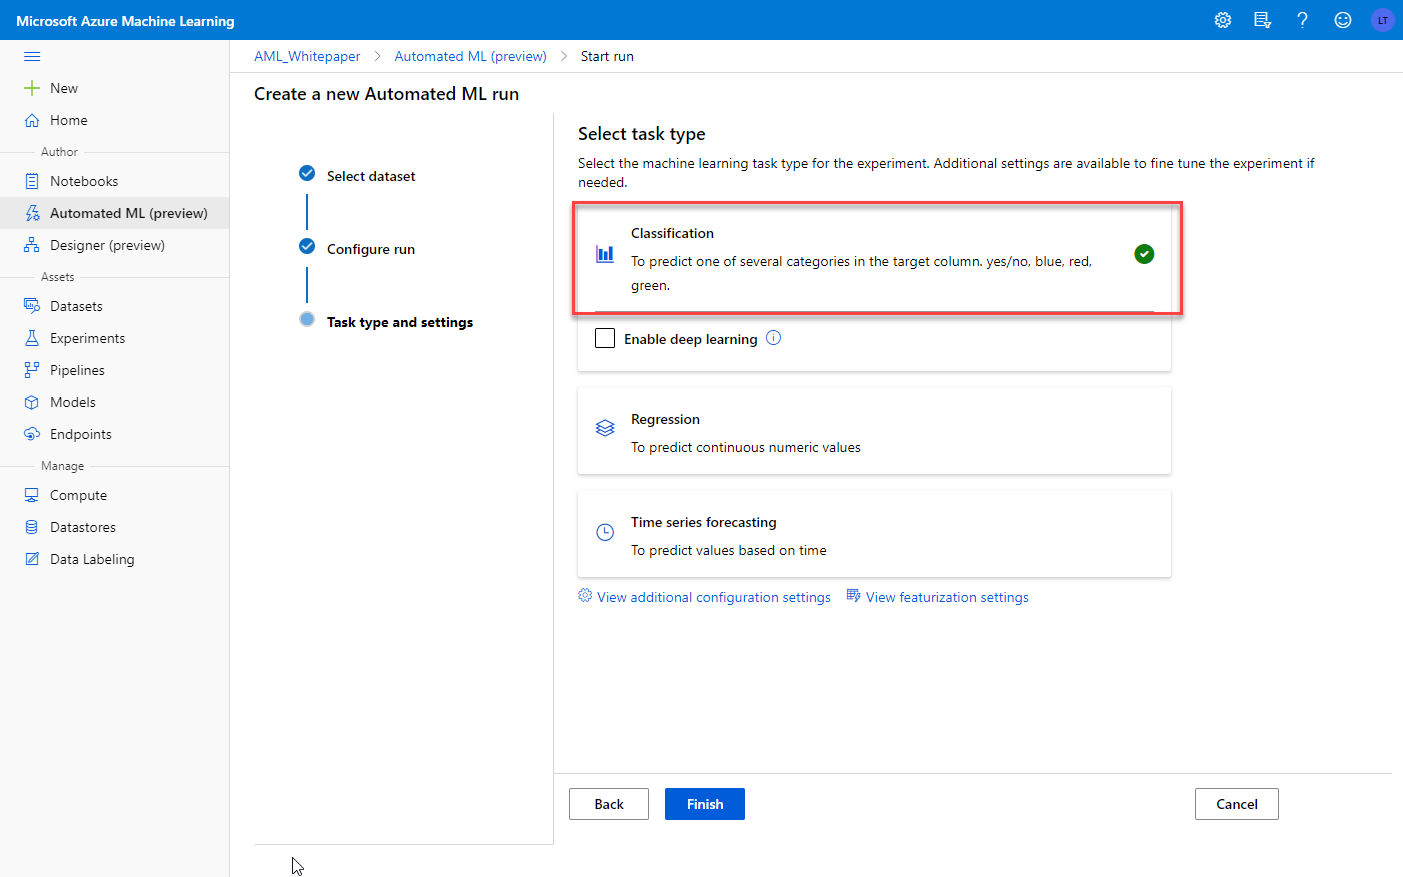 Microsoft Azure Machine Learning
LT
AML_Whitepaper > Automated ML (preview) > Start run
New
Home
Author
Notebooks
Automated ML (preview)
Designer (preview)
Assets
Datasets
Experiments
Pipelines
Models
Endpoints
Manage
Compute
Datastores
Data Labeling
Create a new Automated ML run
Select dataset
Configure run
Task type and settings
Select task type
Select the machine learning task type for the experiment. Additional settings are available to fine tune the experiment if
needed.
Classification
To predict one of several categories in the target column. yes/no, blue, red,
green.
Enable deep learning
Regression
To predict continuous numeric values
Time series forecasting
To predict values based on time
View additional configuration settings View featurization settings
Back Finish Cancel